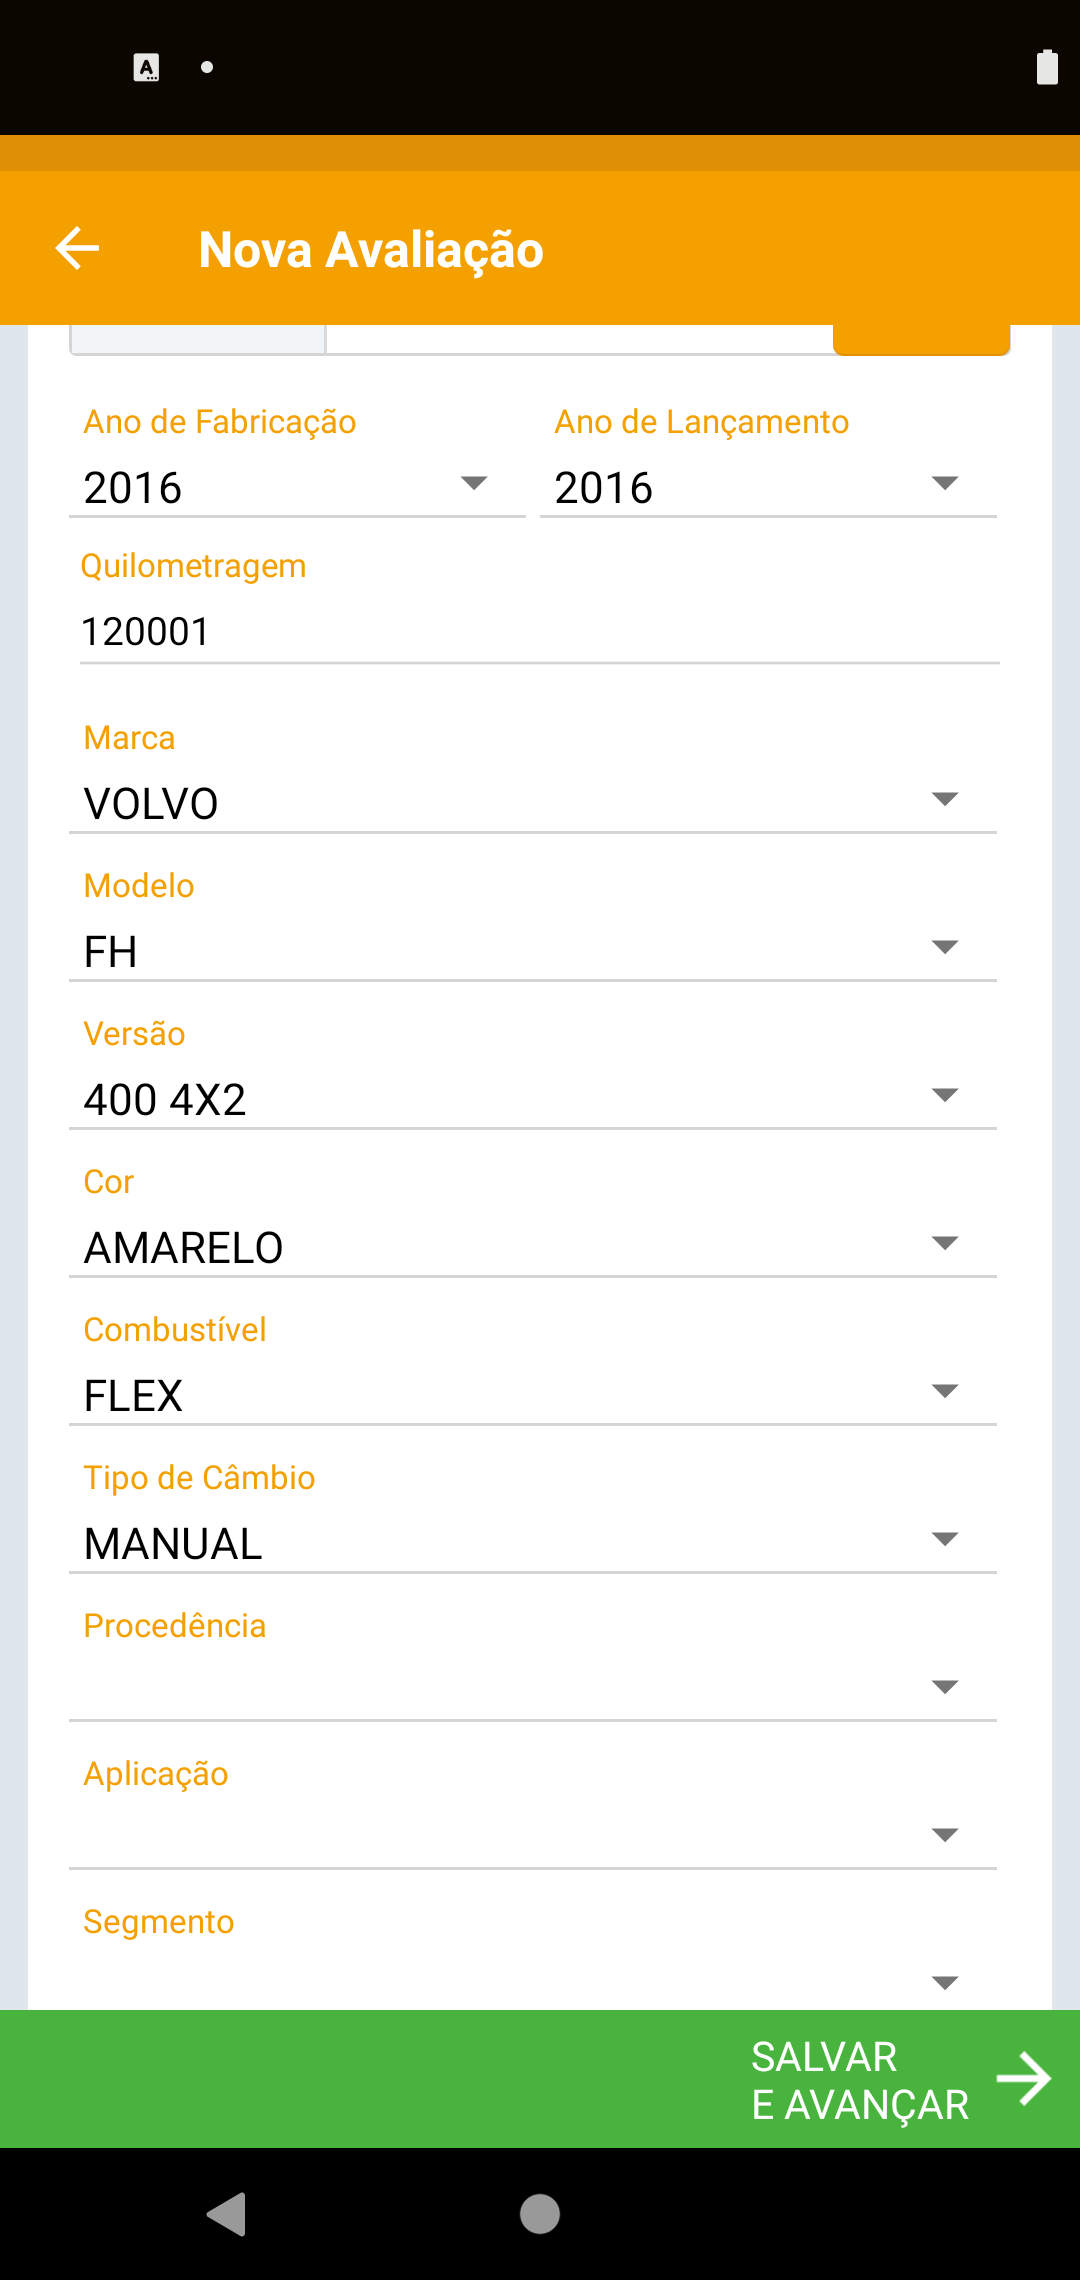 Nova Avaliação
Ano de Fabricação
Ano de Lançamento
2016
2016
Quilometragem
120001
Marca
VOLVO
Modelo
FH
Versão
400 4X2
Cor
AMARELO
Combustível
FLEX
Tipo de Câmbio
MANUAL
Procedência
Aplicação
Segmento
SALVAR
E AVANÇAR